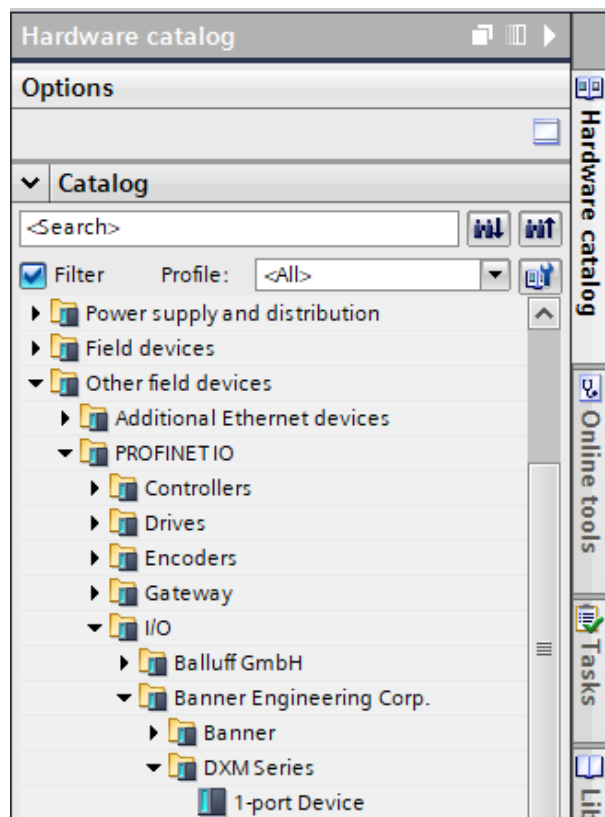 Hardware catalog
Options
Catalog
<Search>
Filter Profile: <All>
Power supply and distribution
Field devices
Other field devices
Additional Ethernet devices
PROFINET IO
Controllers
Drives
Encoders
Gateway
I/O
Balluff GmbH
Banner Engineering Corp.
Banner
DXM Series
1-port Device
Hardware catalog
Online tools
Tasks
Lib